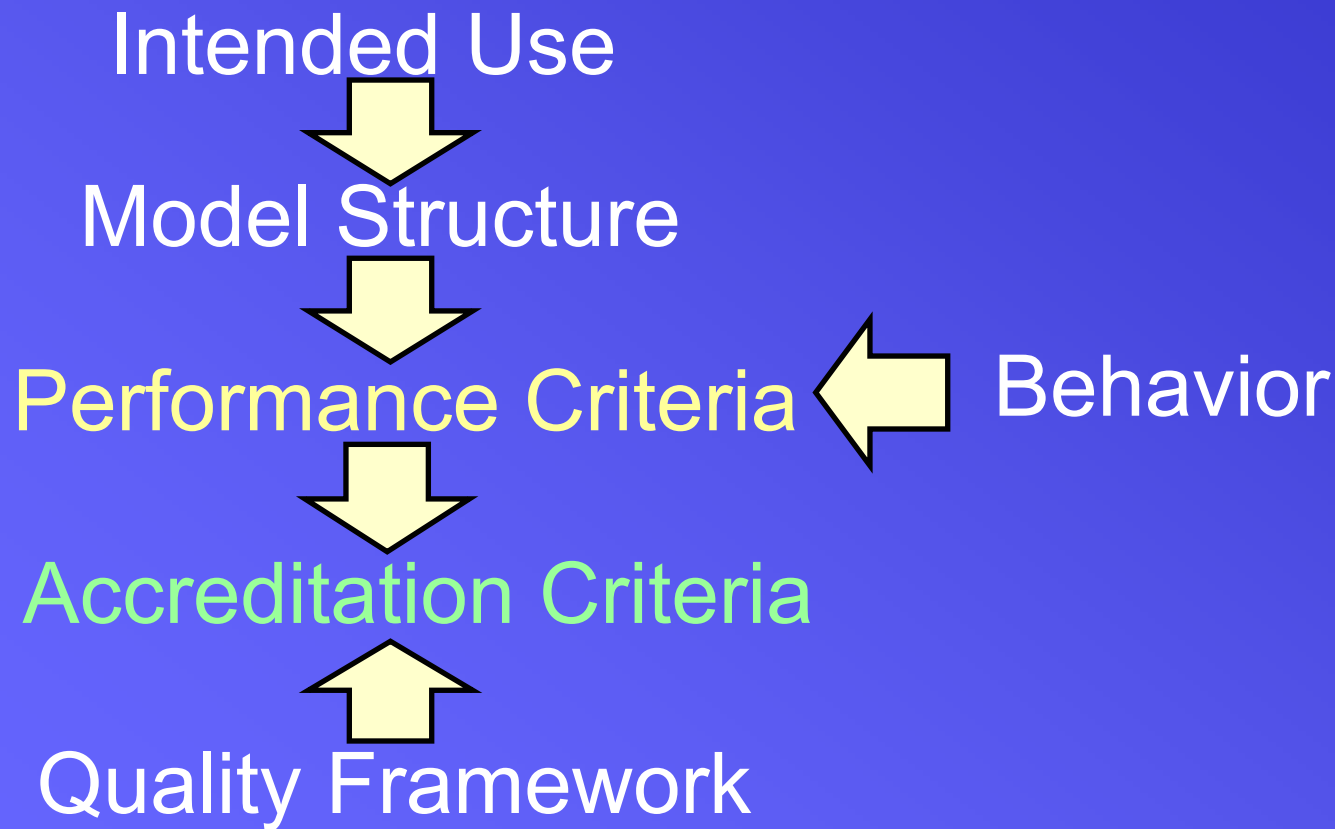 Intended Use
Model Structure
Performance Criteria
Behavior
Accreditation Criteria
Quality Framework